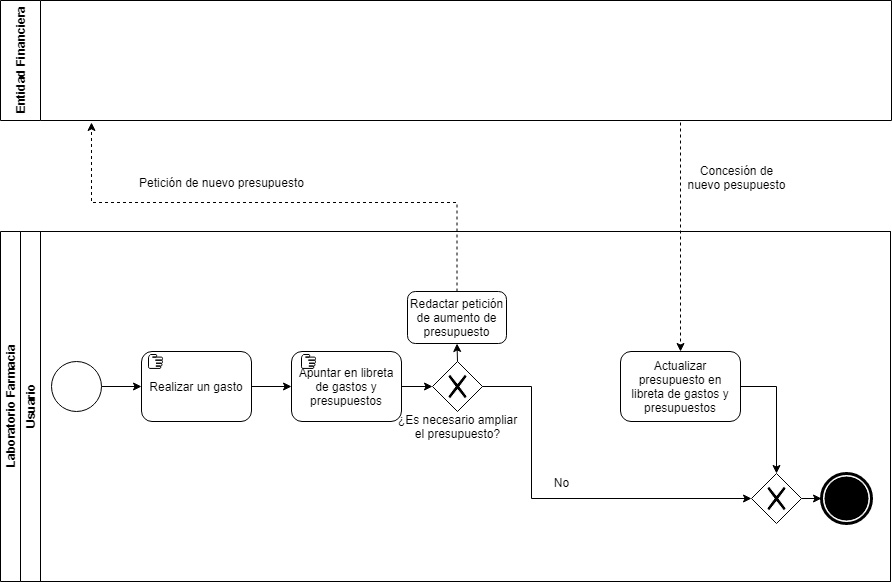 Entidad Financiera
Petición de nuevo presupuesto
Concesión de
nuevo pesupuesto
Laboratorio Farmacia
Usuario
Realizar un gasto
Apuntar en libreta
de gastos y
presupuestos
Redactar petición
de aumento de
presupuesto
¿Es necesario ampliar
el presupuesto?
No
Actualizar
presupuesto en
libreta de gastos y
presupuestos